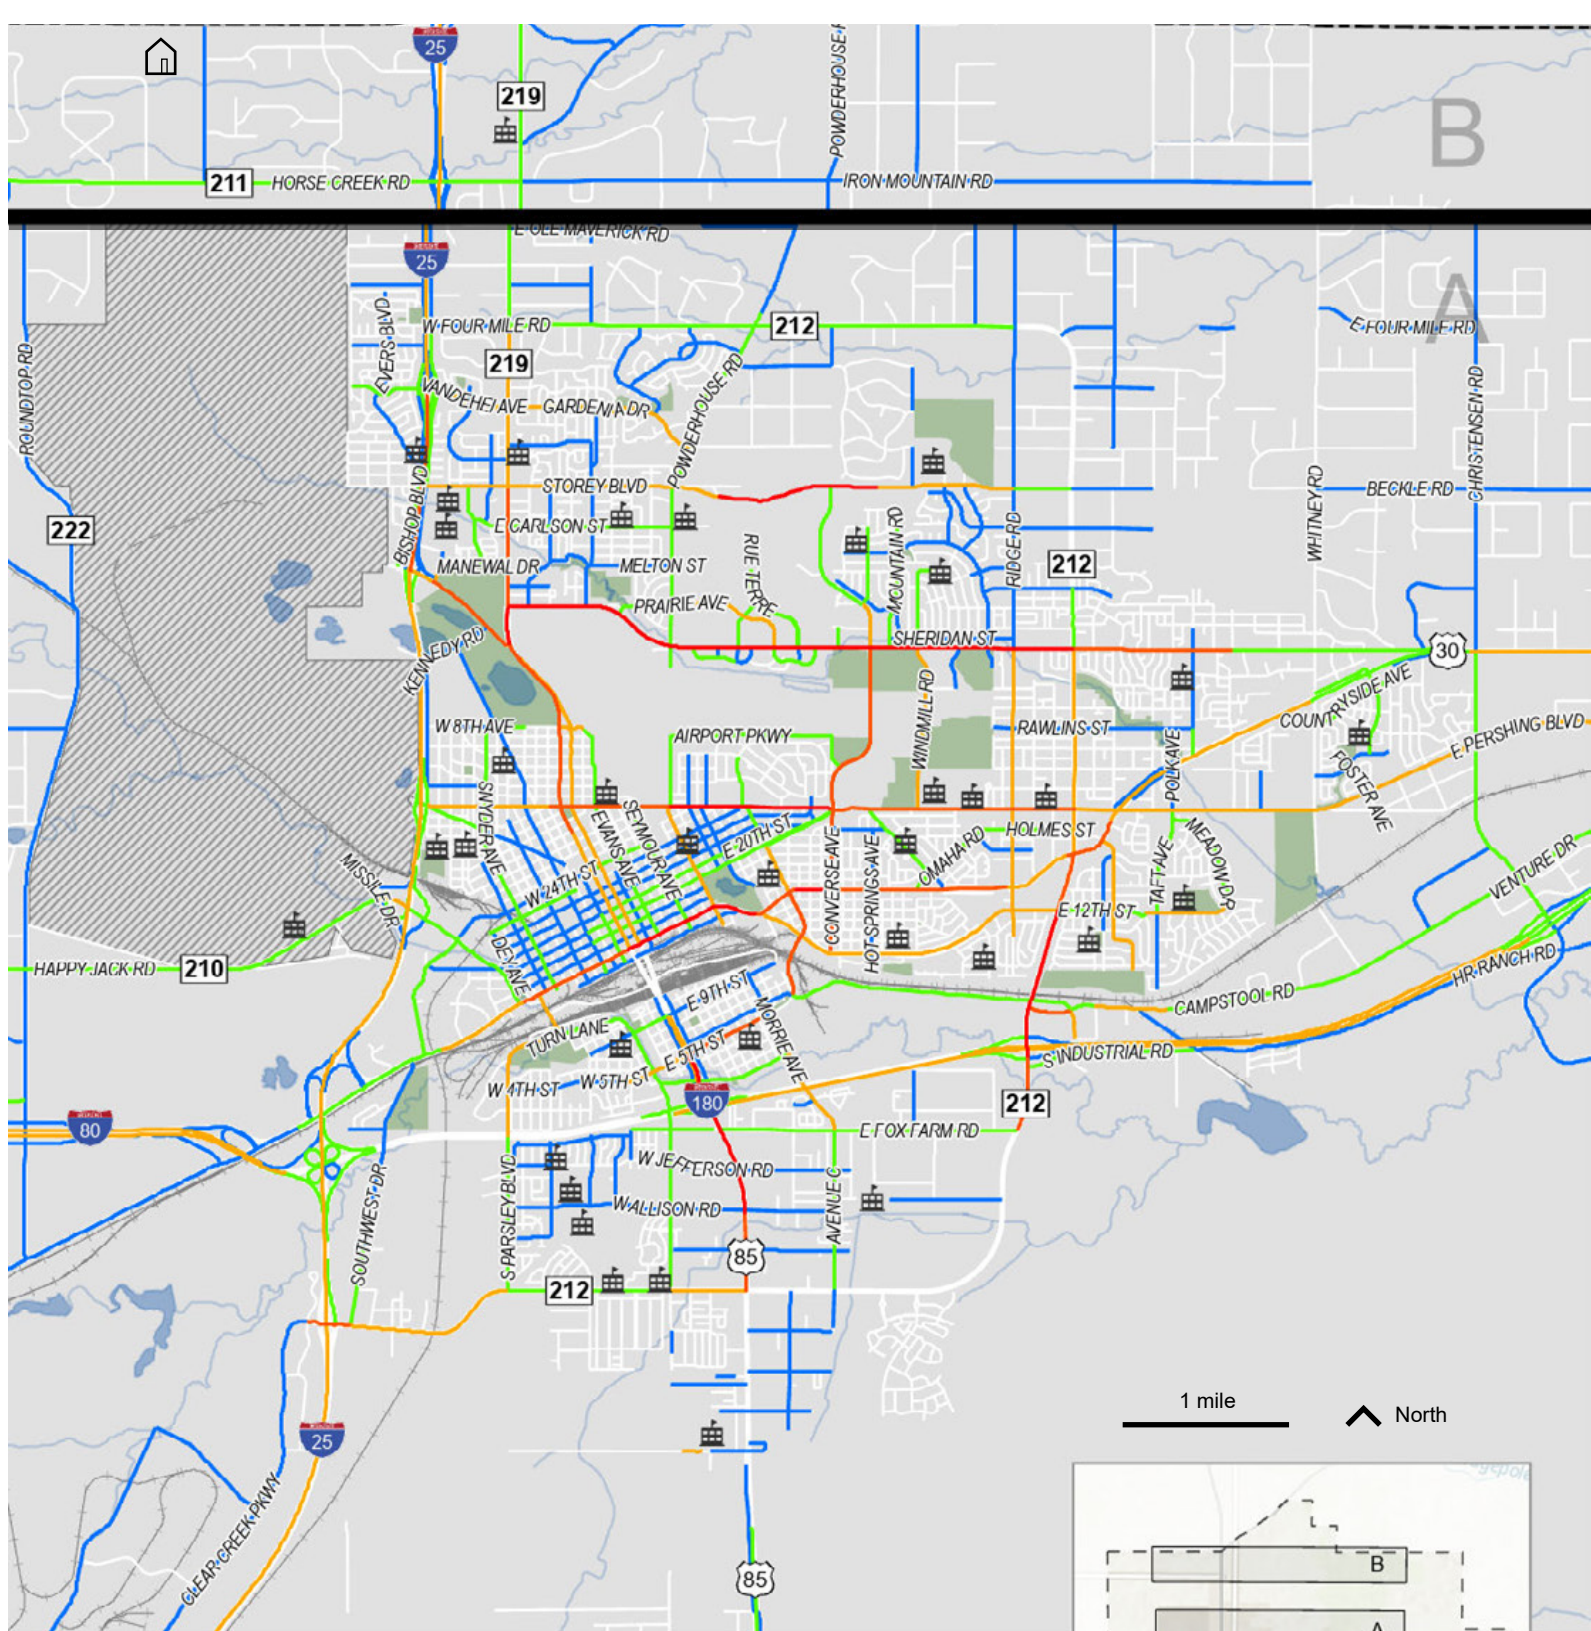 25
219
POWDERHOUSE
B
211
HORSE CREEK RD
IRON MOUNTAIN RD
E OLE MAVERICK RD
25
A
EVERS BLVD
W FOUR MILE RD
212
E FOUR MILE RD
ROUNDTOP RD
219
VANDEHEI AVE
GARDENIA DR
POWDERHOUSE RD
CHRISTENSEN RD
STOREY BLVD
BECKLE RD
WHITNEY RD
222
BISHOP BLVD
E CARLSON ST
MOUNTAIN RD
RIDGE RD
MANEWAL DR
MELTON ST
RUE TERRE
212
PRAIRIE AVE
SHERIDAN ST
30
KENNEDY RD
COUNTRYSIDE AVE
W 8TH AVE
AIRPORT PKWY
WINDMILL RD
RAWLINS ST
POLK AVE
E PERSHING BLVD
FOSTER AVE
SNYDER AVE
EVANS AVE
SEYMOUR AVE
E 20TH ST
CONVERSE AVE
HOT SPRINGS AVE
OMAHA RD
HOLMES ST
TAFT AVE
MEADOW DR
VENTURE DR
MISSILE DR
W 24TH ST
E 12TH ST
HAPPY JACK RD
210
DEY AVE
HR RANCH RD
E 9TH ST
CAMPSTOOL RD
TURN LANE
MORRIE AVE
E 5TH ST
S INDUSTRIAL RD
W 4TH ST
W 5TH ST
180
212
80
E FOX FARM RD
SOUTHWEST DR
S PARSLEY BLVD
W JEFFERSON RD
AVENUE C
W ALLISON RD
85
212
1 mile
North
25
CLEAR CREEK PKWY
85
B
A